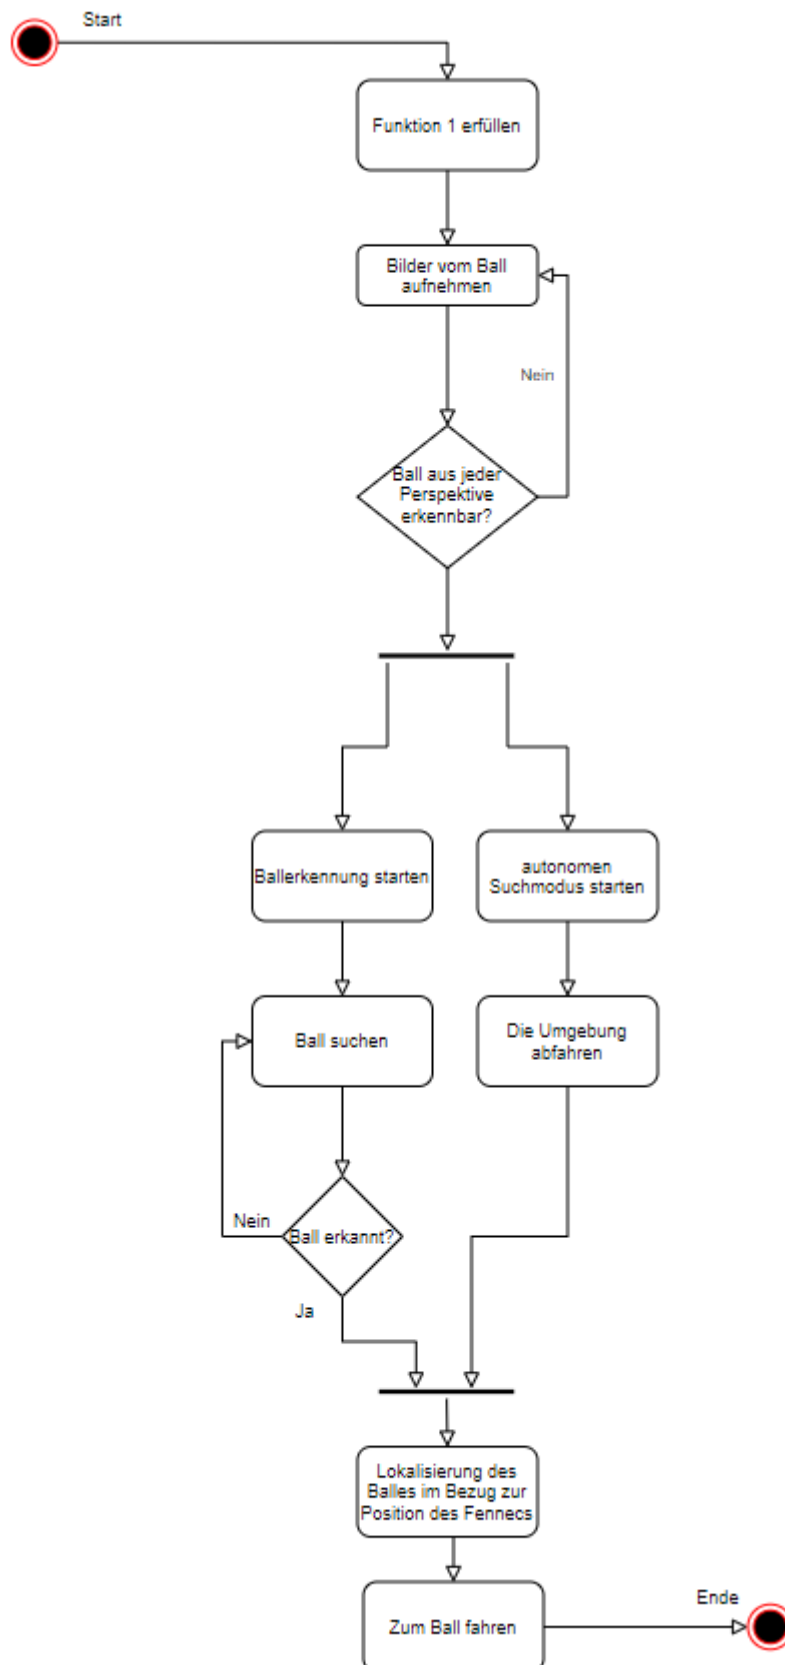 Start
Funktion 1 erfüllen
Bilder vom Ball
aufnehmen
Nein
Ball aus jeder
Perspektive
erkennbar?
Ballerkennung starten
autonomen
Suchmodus starten
Ball suchen
Die Umgebung
abfahren
Nein
Ball erkannt?
Ja
Lokalisierung des
Balles im Bezug zur
Position des Fennecs
Ende
Zum Ball fahren